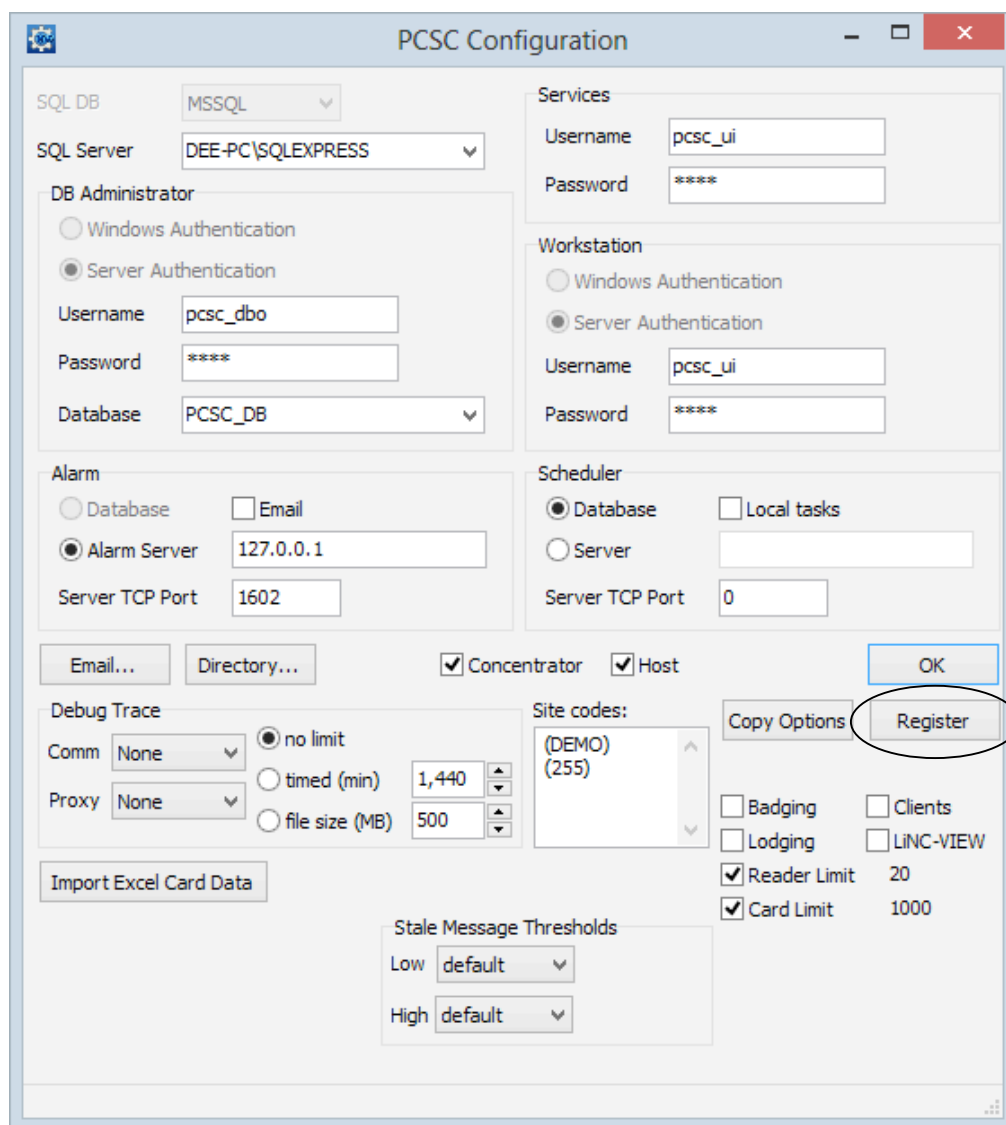 PCSC Configuration
SQL DB MSSQL
SQL Server DEE-PC\SQLEXPRESS
DB Administrator
Windows Authentication
Server Authentication
Username pcsc_dbo
Password ****
Database PCSC_DB
Services
Username pcsc_ui
Password ****
Workstation
Windows Authentication
Server Authentication
Username pcsc_ui
Password ****
Alarm
Database Email
Alarm Server 127.0.0.1
Server TCP Port 1602
Scheduler
Database Local tasks
Server
Server TCP Port 0
Email... Directory... Concentrator Host OK
Debug Trace
Comm None
Proxy None
no limit
timed (min) 1,440
file size (MB) 500
Site codes:
(DEMO)
(255)
Copy Options Register
Badging Clients
Lodging LiNC-VIEW
Reader Limit 20
Card Limit 1000
Import Excel Card Data
Stale Message Thresholds
Low default
High default